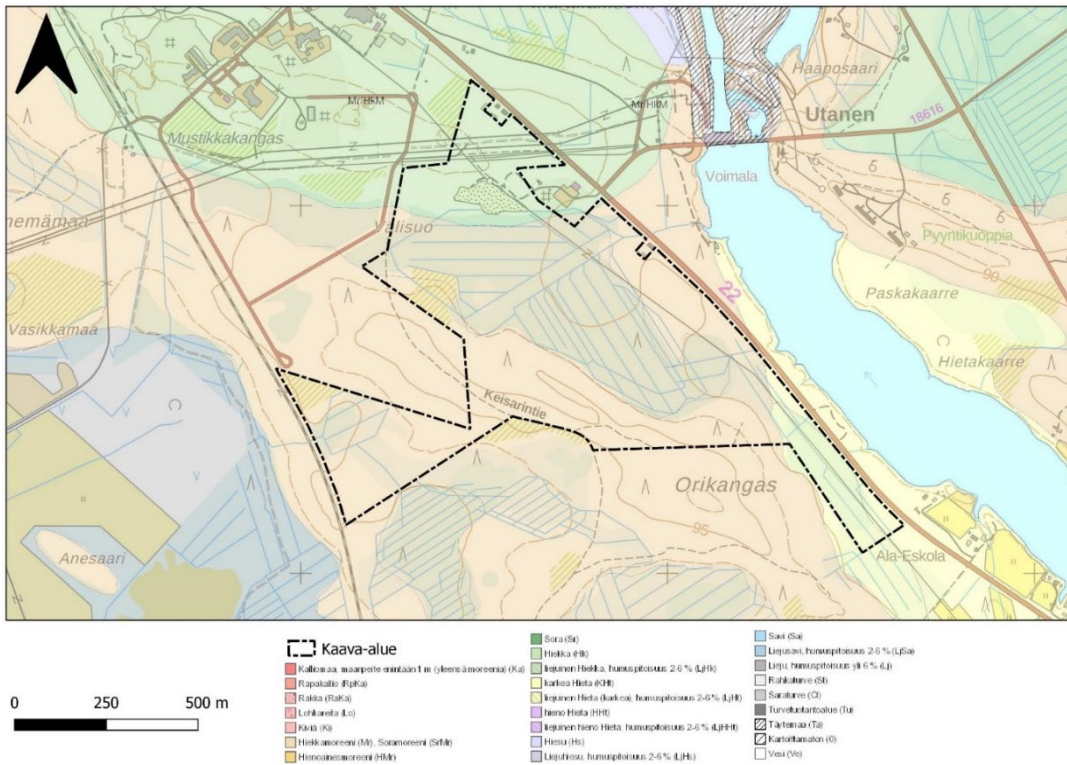 Haaposaari
Mr HkM
Mr HkM
Utanen
18616
Mustikkakangas
Voimala
nemämaa
Välisuo
Pyyntikuoppia
90
22
Paskakaarre
Vasikkamaa
Hietakaarre
Keisarintie
Orikangas
95
Anesaari
Ala-Eskola
0 250 500 m
Kaava-alue
Kalliomaa, maanpeite enintään 1 m (yleensä moreenia) (Ka)
Rapakallio (RpKa)
Rakka (RaKa)
Lohkareita (Lo)
Kiviä (Ki)
Hiekkamoreeni (Mr), Soramoreeni (SrMr)
Hienoainesmoreeni (HMr)
Sora (Sr)
Hiekka (Hk)
liejuinen Hiekka, humuspitoisuus 2-6 % (LjHk)
karkea Hieta (KHt)
liejuinen Hieta (karkea), humuspitoisuus 2-6 % (LjHt)
hieno Hieta (HHt)
liejuinen hieno Hieta, humuspitoisuus 2-6 % (LjHHt)
Hiesu (Hs)
Liejuhiesu, humuspitoisuus 2-6 % (LjHs)
Savi (Sa)
Liejusavi, humuspitoisuus 2-6 % (LjSa)
Lieju, humuspitoisuus yli 6 % (Lj)
Rahkaturve (St)
Saraturve (Ct)
Turvetuotantoalue (Tu)
Täytemaa (Ta)
Kartoittamaton (0)
Vesi (Ve)